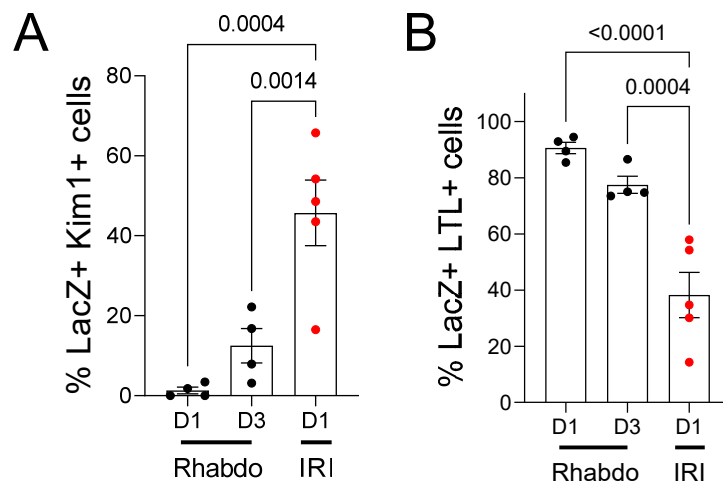 A
0.0004
0.0014
% LacZ+ Kim1+ cells
80
60
40
20
0
D1 D3 D1
Rhabdo IRI
B
<0.0001
0.0004
% LacZ+ LTL+ cells
100
80
60
40
20
0
D1 D3 D1
Rhabdo IRI